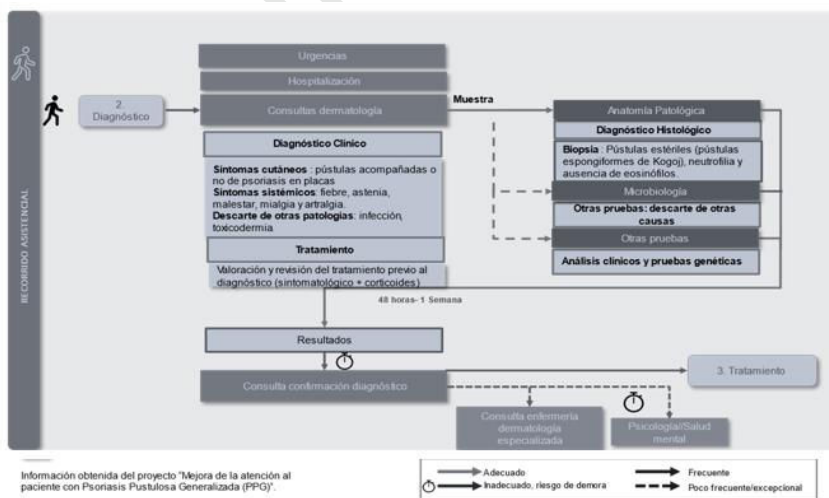 RECORRIDO ASISTENCIAL
2.
Diagnóstico
Urgencias
Hospitalización
Consultas dermatología
Diagnóstico Clínico
Síntomas cutáneos : pústulas acompañadas o
no de psoriasis en placas
Síntomas sistémicos: fiebre, astenia,
malestar, mialgia y artralgia.
Descarte de otras patologías: infección,
toxicodermia.
Tratamiento
Valoración y revisión del tratamiento previo al
diagnóstico (sintomatológico + corticoides)
Muestra
Anatomía Patológica
Diagnóstico Histológico
Biopsia : Pústulas estériles (pústulas
espongiformes de Kogoj), neutrofilia y
ausencia de eosinófilos.
Microbiología
Otras pruebas: descarte de otras
causas
Otras pruebas
Análisis clínicos y pruebas genéticas
48 horas- 1 Semana
Resultados
Consulta confirmación diagnóstico
3. Tratamiento
Consulta enfermería
dermatología
especializada
Psicología//Salud
mental
Información obtenida del proyecto "Mejora de la atención al
paciente con Psoriasis Pustulosa Generalizada (PPG)".
Adecuado
Frecuente
Inadecuado, riesgo de demora
Poco frecuente/excepcional